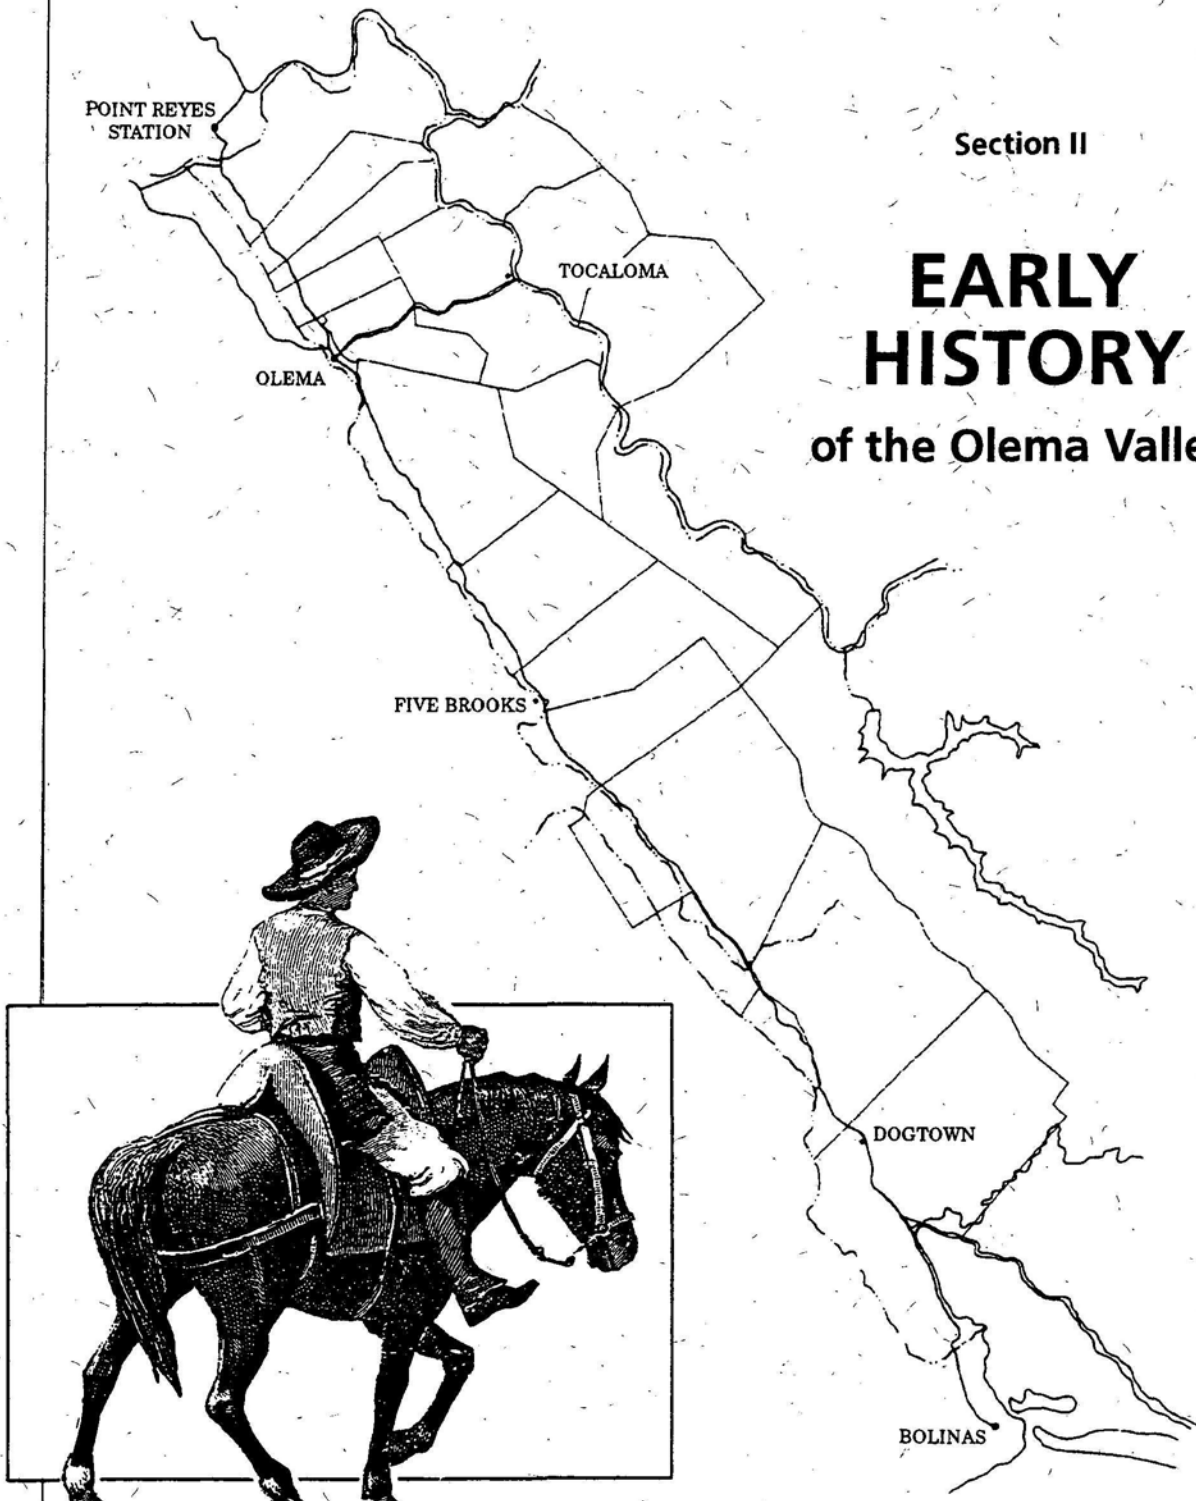 POINT REYES
STATION
Section II
EARLY
HISTORY
of the Olema Valle
TOCALOMA
OLEMA
FIVE BROOKS
DOGTOWN
BOLINAS